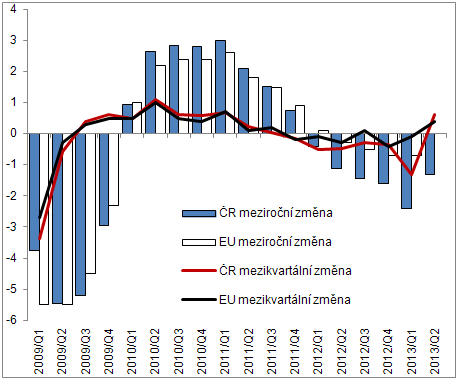 4
3
2
1
0
-1
-2
-3
-4
-5
-6
ČR meziroční změna
EU meziroční změna
ČR mezikvartální změna
EU mezikvartální změna
2009/Q1
2009/Q2
2009/Q3
2009/Q4
2010/Q1
2010/Q2
2010/Q3
2010/Q4
2011/Q1
2011/Q2
2011/Q3
2011/Q4
2012/Q1
2012/Q2
2012/Q3
2012/Q4
2013/Q1
2013/Q2